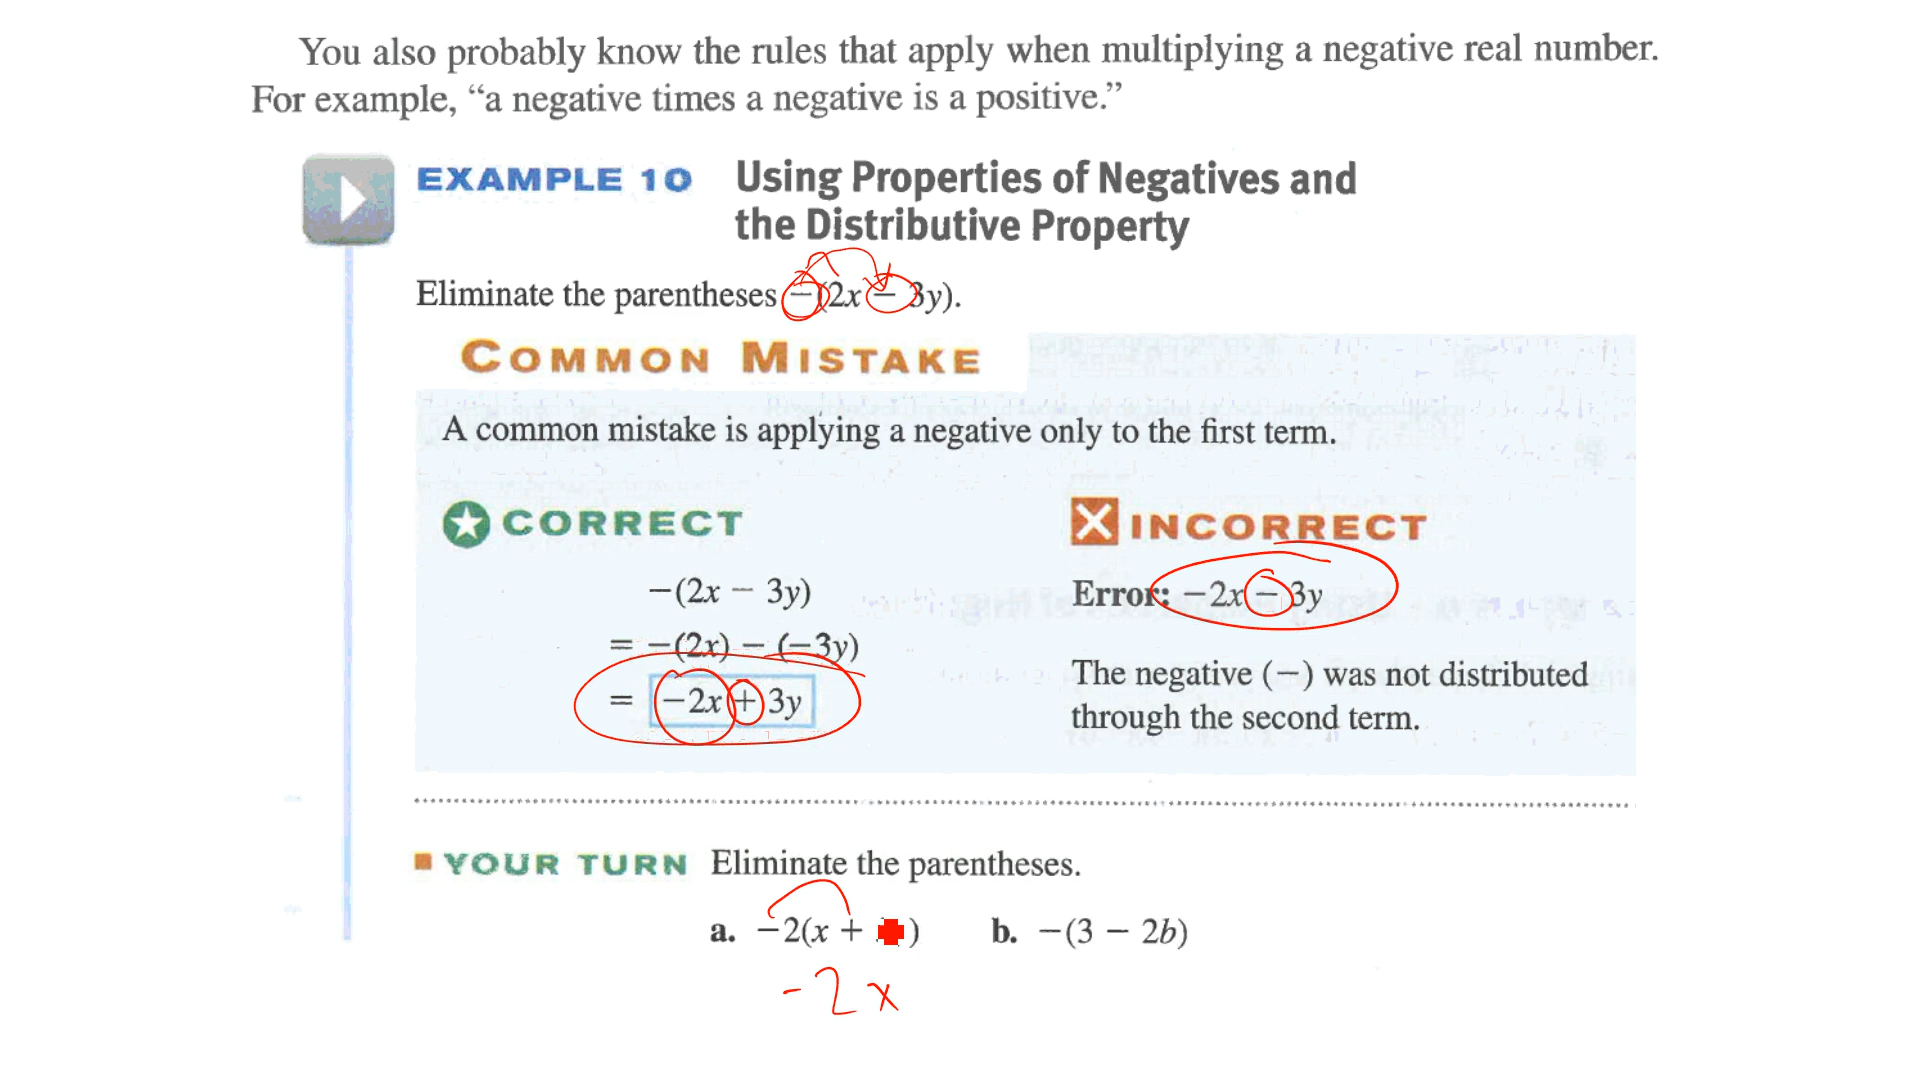 You also probably know the rules that apply when multiplying a negative real number.
For example, “a negative times a negative is a positive.”
EXAMPLE 10 Using Properties of Negatives and
the Distributive Property
Eliminate the parentheses −(2x − 3y).
COMMON MISTAKE
A common mistake is applying a negative only to the first term.
CORRECT
−(2x − 3y)
= −(2x) − (−3y)
= −2x + 3y
INCORRECT
Error: −2x − 3y
The negative (−) was not distributed
through the second term.
YOUR TURN Eliminate the parentheses.
a. −2(x + ) b. −(3 − 2b)
-2x